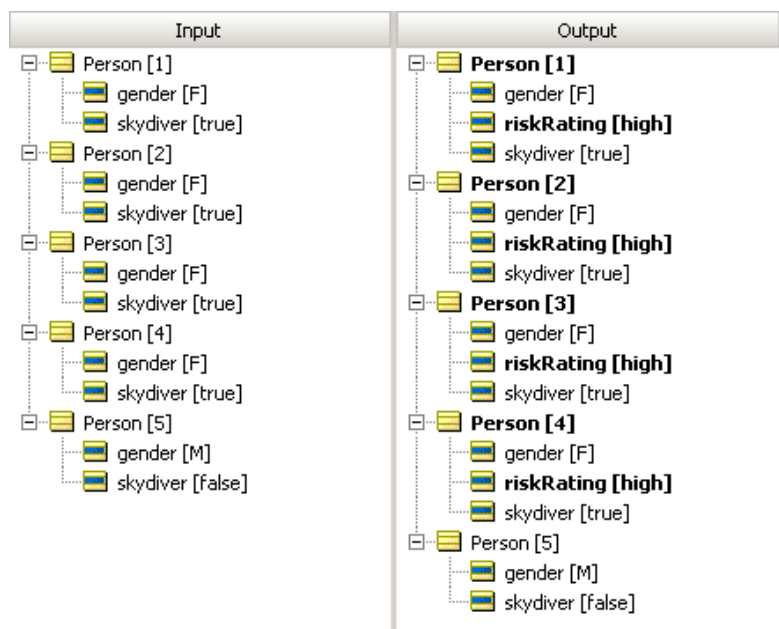 Input
Person [1]
gender [F]
skydiver [true]
Person [2]
gender [F]
skydiver [true]
Person [3]
gender [F]
skydiver [true]
Person [4]
gender [F]
skydiver [true]
Person [5]
gender [M]
skydiver [false]
Output
Person [1]
gender [F]
riskRating [high]
skydiver [true]
Person [2]
gender [F]
riskRating [high]
skydiver [true]
Person [3]
gender [F]
riskRating [high]
skydiver [true]
Person [4]
gender [F]
riskRating [high]
skydiver [true]
Person [5]
gender [M]
skydiver [false]